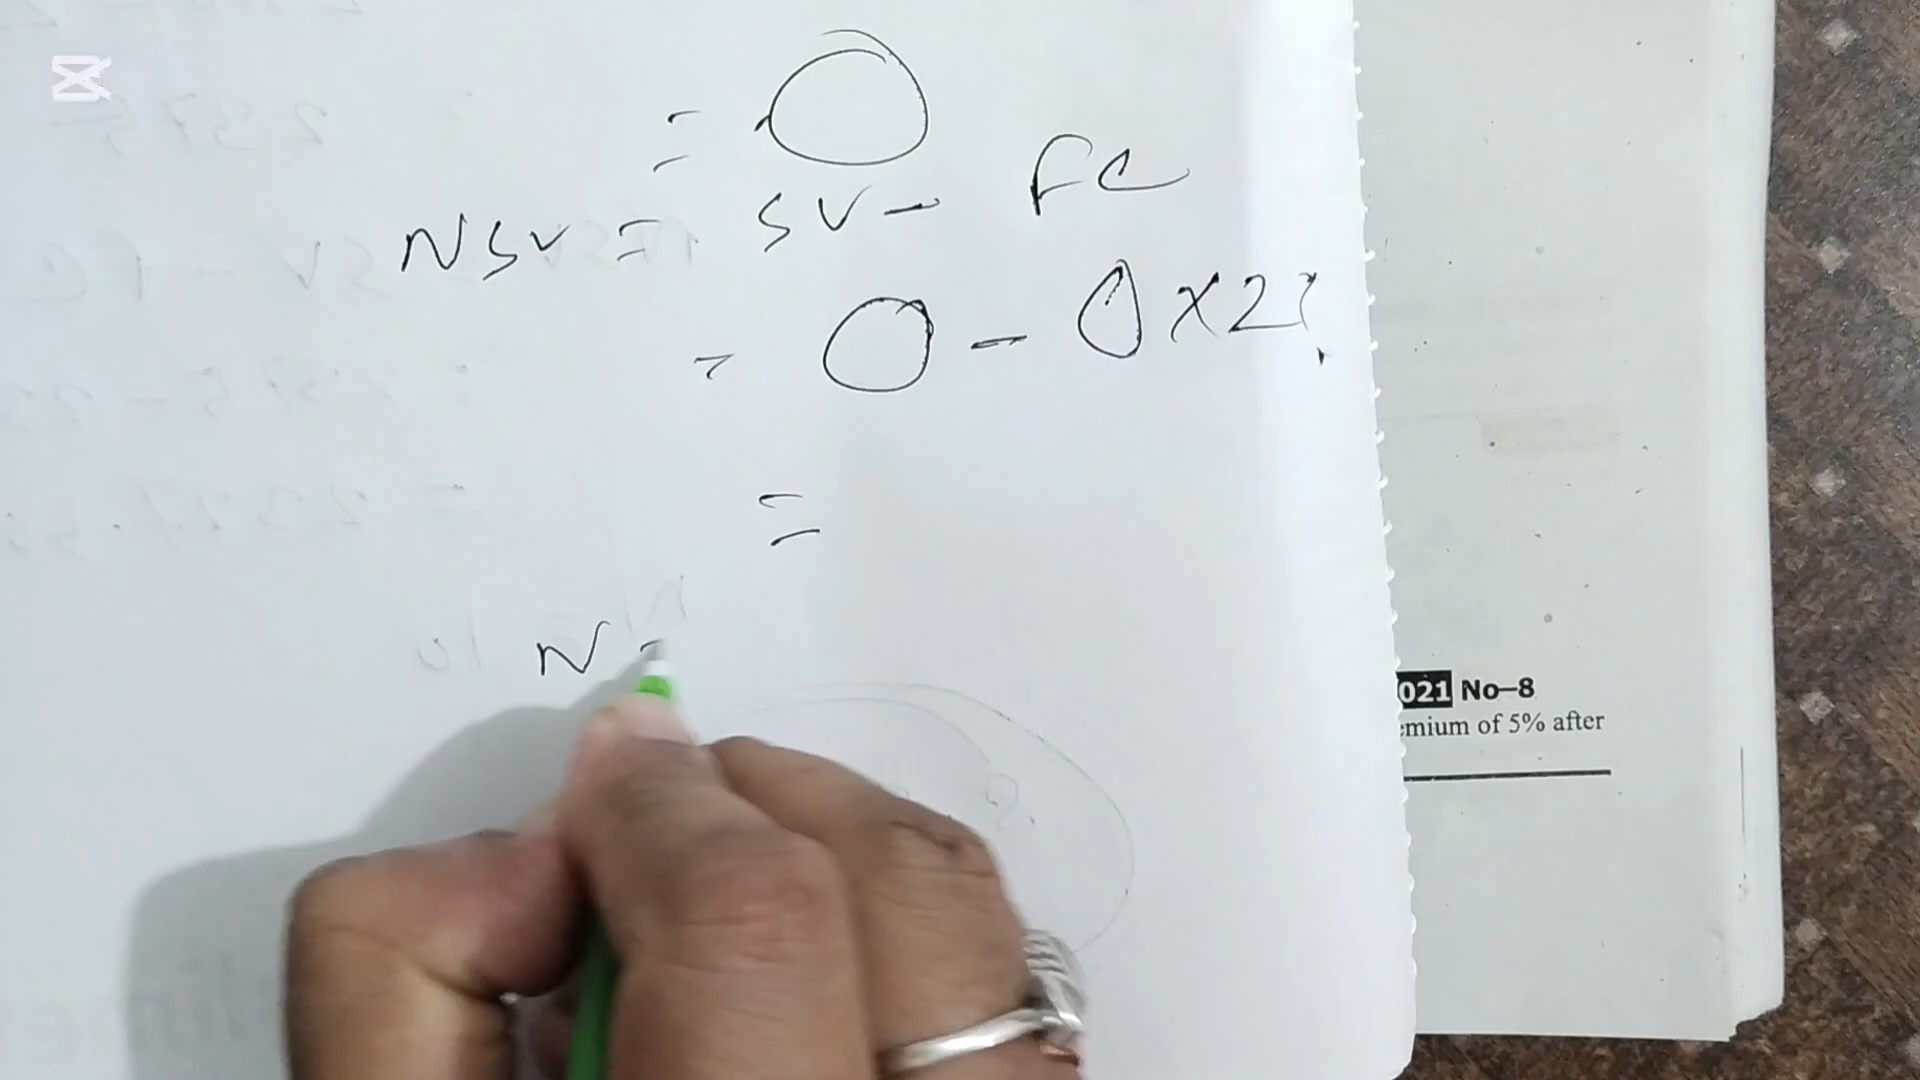 = O
NSV = SV - FC
= O - O × 2%
=
N =
021 No–8
emium of 5% after